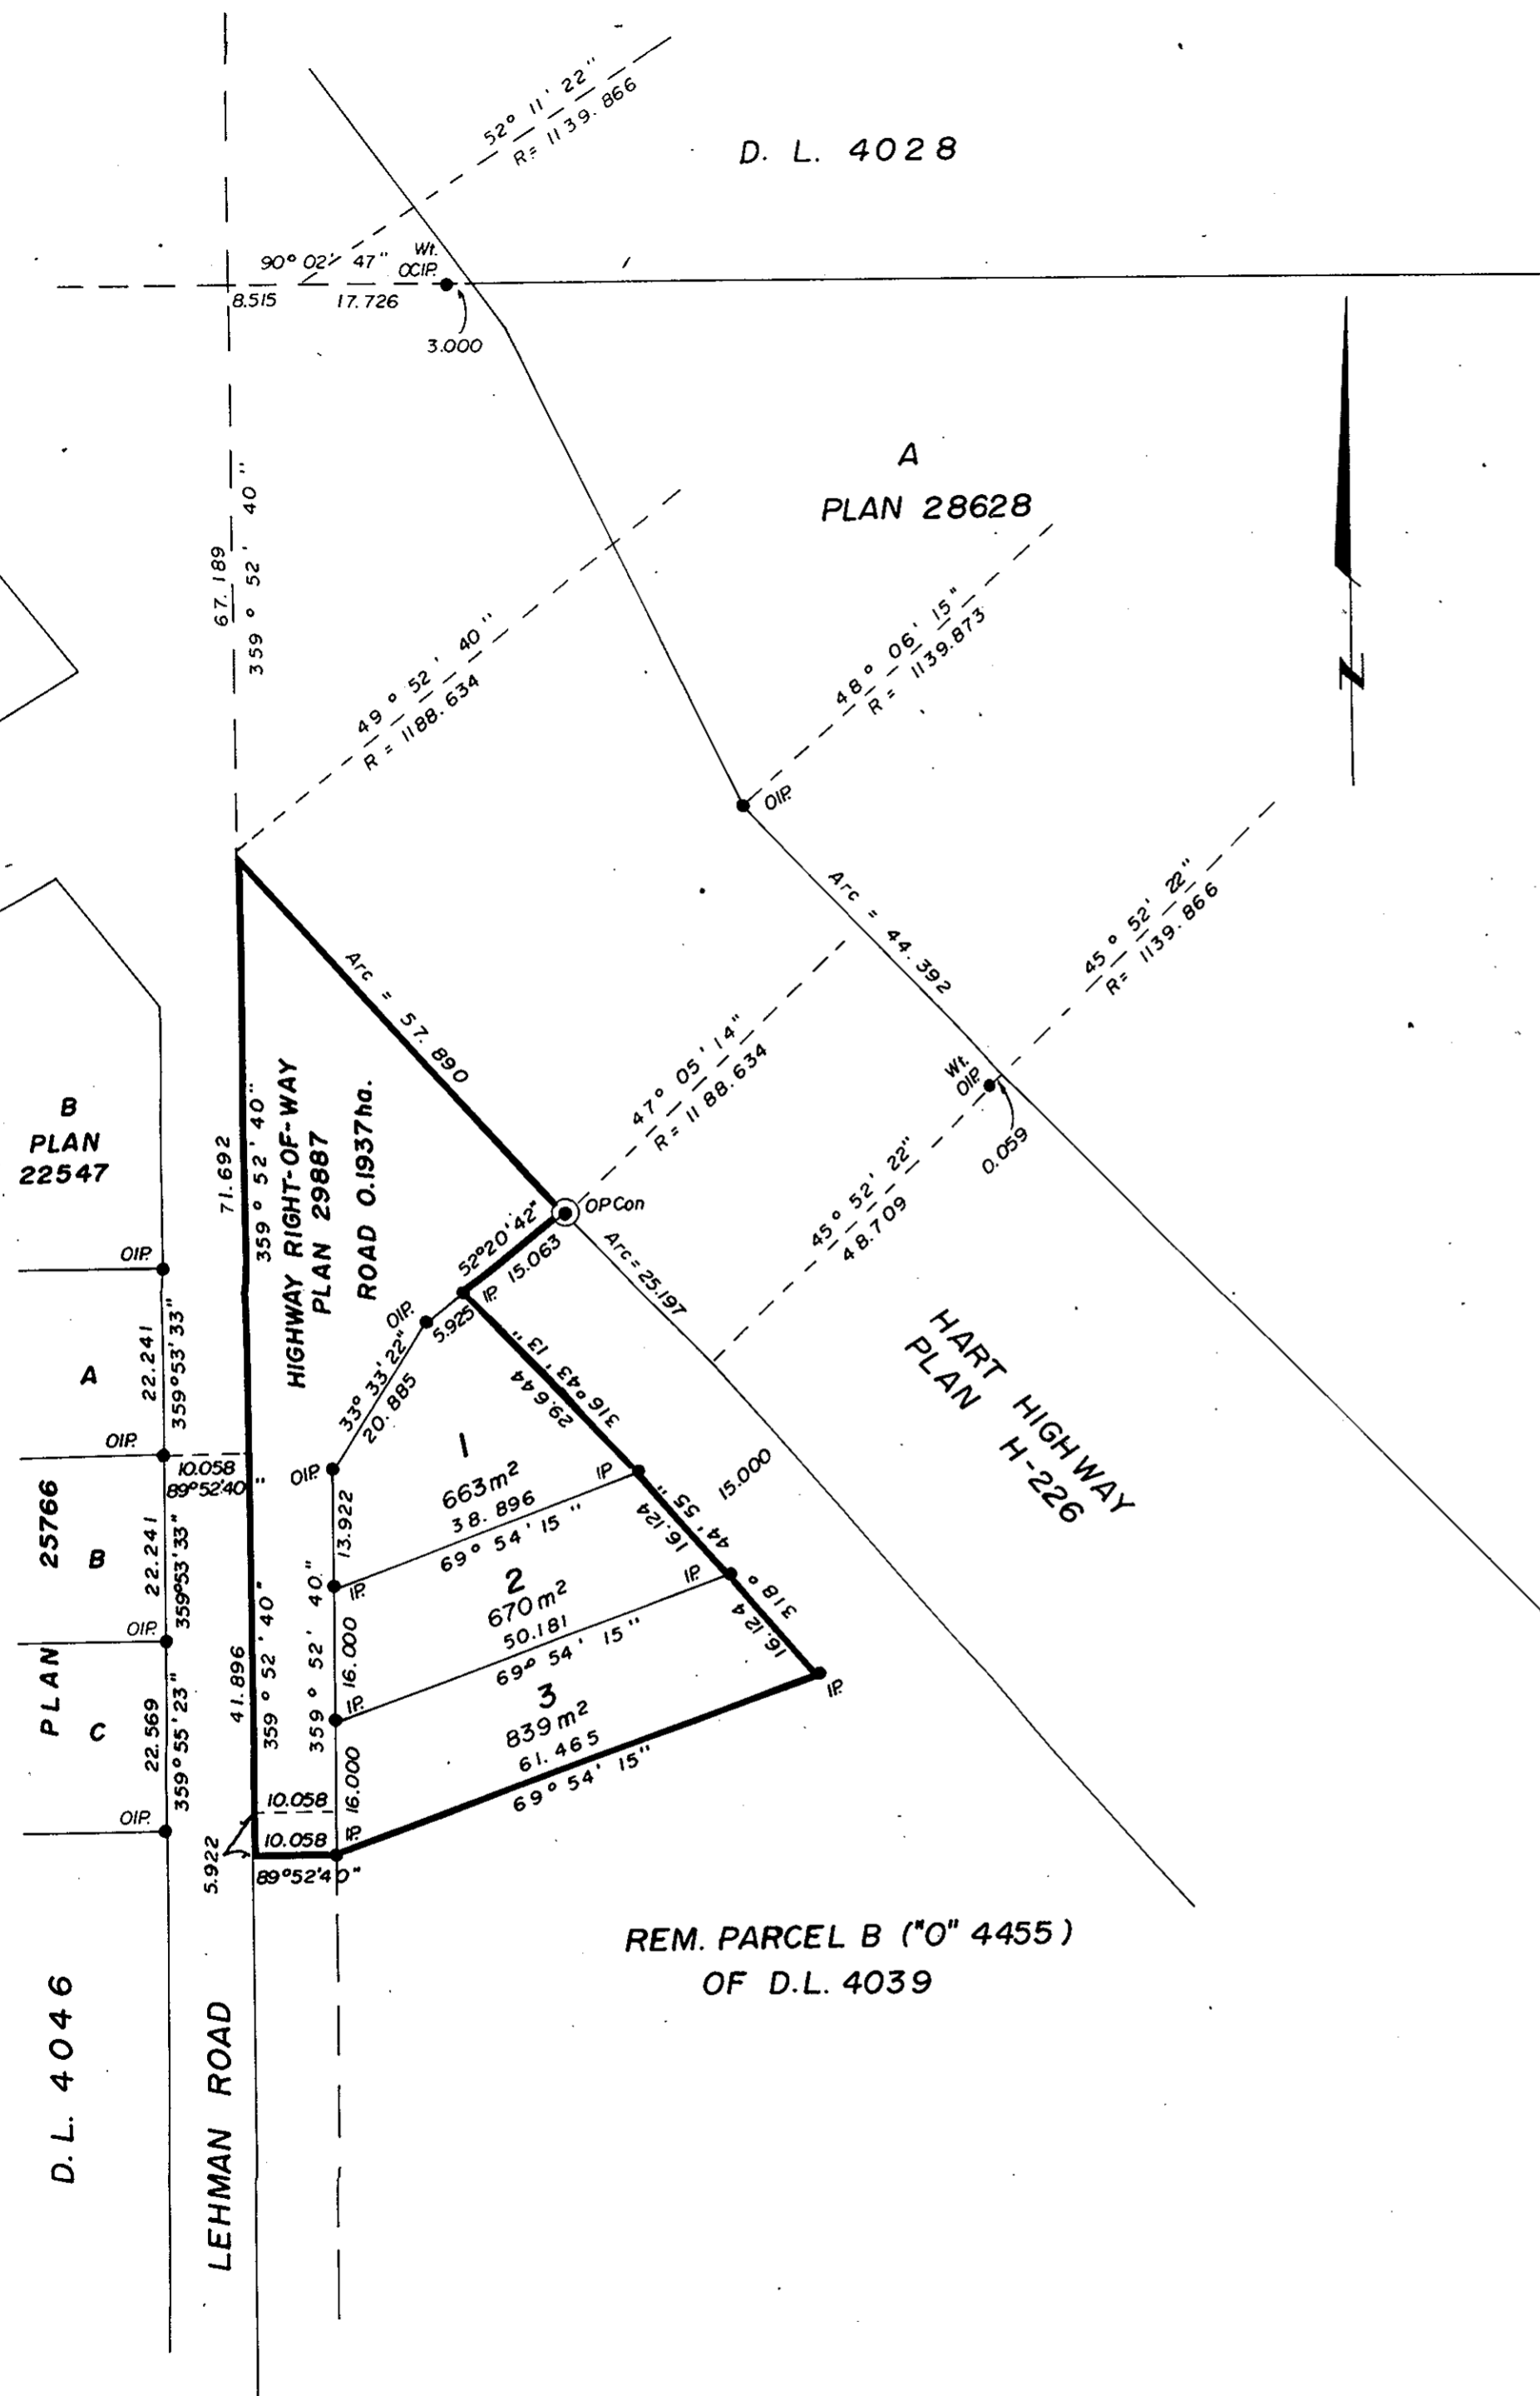 52° 11' 22"
R= 1139.866
D. L. 4028
90° 02' 47"
Wt.
OCIP.
8.515
17.726
3.000
A
PLAN 28628
67.189
359° 52' 40"
49° 52' 40"
R = 1188.634
48° 06' 15"
R = 1139.873
OIP.
N
Arc = 44.392
45° 52' 22"
R= 1139.866
Arc = 57.890
47° 05' 14"
R= 1188.634
Wt.
OIP.
0.059
B
PLAN
22547
71.692
359° 52' 40"
HIGHWAY RIGHT-OF-WAY
PLAN 29887
ROAD 0.1937ha.
52°20'42"
15.063
OPCon
45° 52' 22"
48.709
Arc=25.197
OIP.
IP.
OIP.
5.925
HART HIGHWAY
PLAN H-226
22.241
359°53'33"
A
33° 33' 22"
20.885
316°43'13"
29.644
OIP.
10.058
89°52'40"
OIP.
1
663m²
38.896
69° 54' 15"
IP
15.000
13.922
318° 44' 55"
16.124
PLAN 25766
B
22.241
359°53'33"
IP.
2
670m²
50.181
69° 54' 15"
IP.
16.124
359° 52' 40"
16.000
OIP.
41.896
359° 52' 40"
IP.
3
839m²
61.465
69° 54' 15"
IP.
C
22.569
359°55'23"
16.000
10.058
OIP.
IP.
10.058
5.922
89°52'40"
REM. PARCEL B ("O" 4455)
OF D.L. 4039
D.L. 4046
LEHMAN ROAD